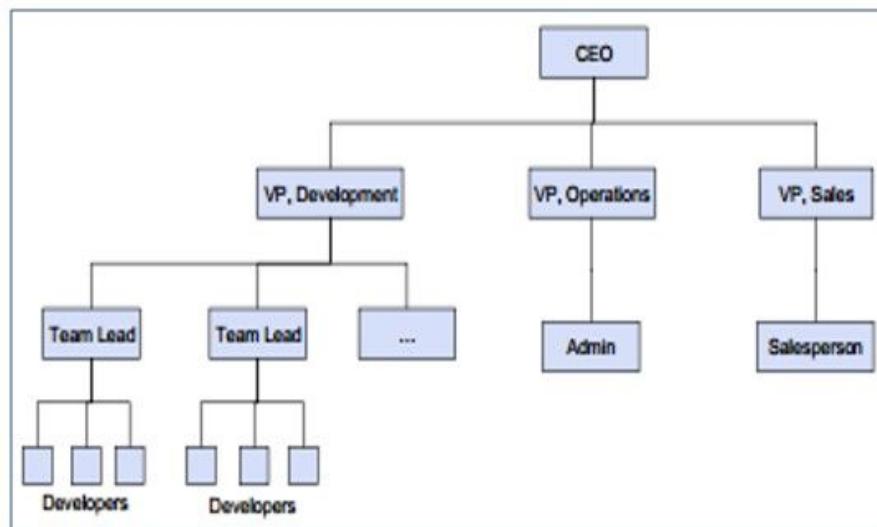 CEO
VP, Development
VP, Operations
VP, Sales
Team Lead
Team Lead
...
Admin
Salesperson
Developers
Developers